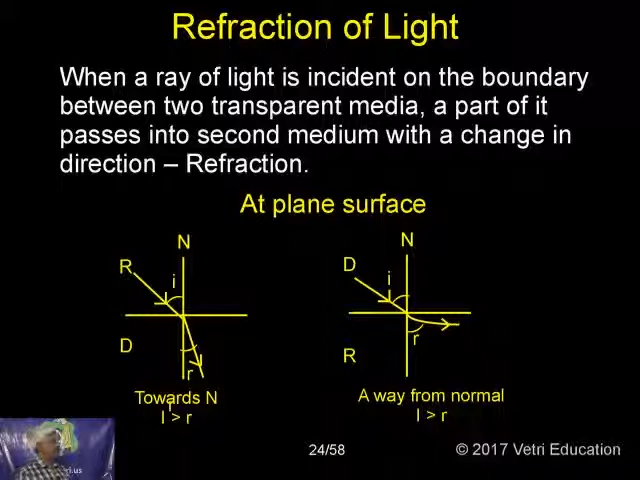 Refraction of Light
When a ray of light is incident on the boundary
between two transparent media, a part of it
passes into second medium with a change in
direction – Refraction.
At plane surface
N
R
i
D
r
Towards N
I > r
N
D
i
R
r
A way from normal
I > r
24/58
© 2017 Vetri Education